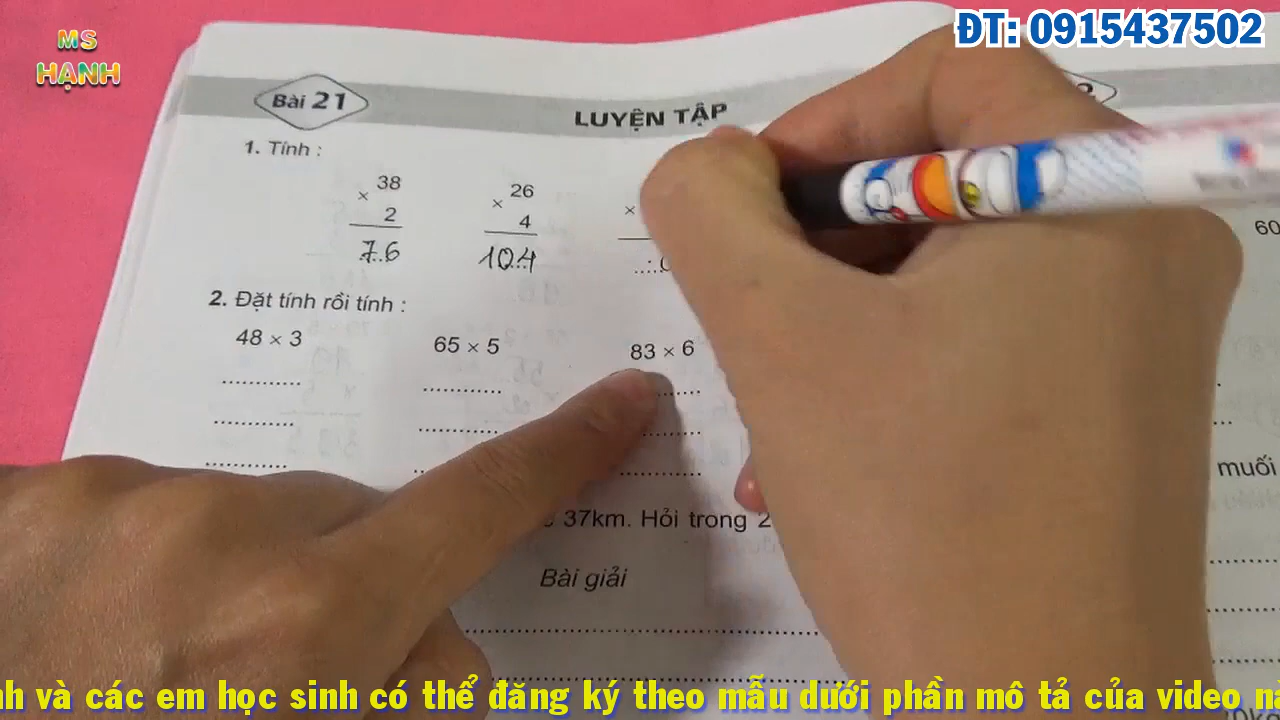 ĐT: 0915437502
MS
HẠNH
Bài 21
LUYỆN TẬP
1. Tính :
× 38
2
76
× 26
4
104
×
2. Đặt tính rồi tính :
48 × 3
65 × 5
83 × 6
37km. Hỏi trong 2
Bài giải
60
muối
và các em học sinh có thể đăng ký theo mẫu dưới phần mô tả của video